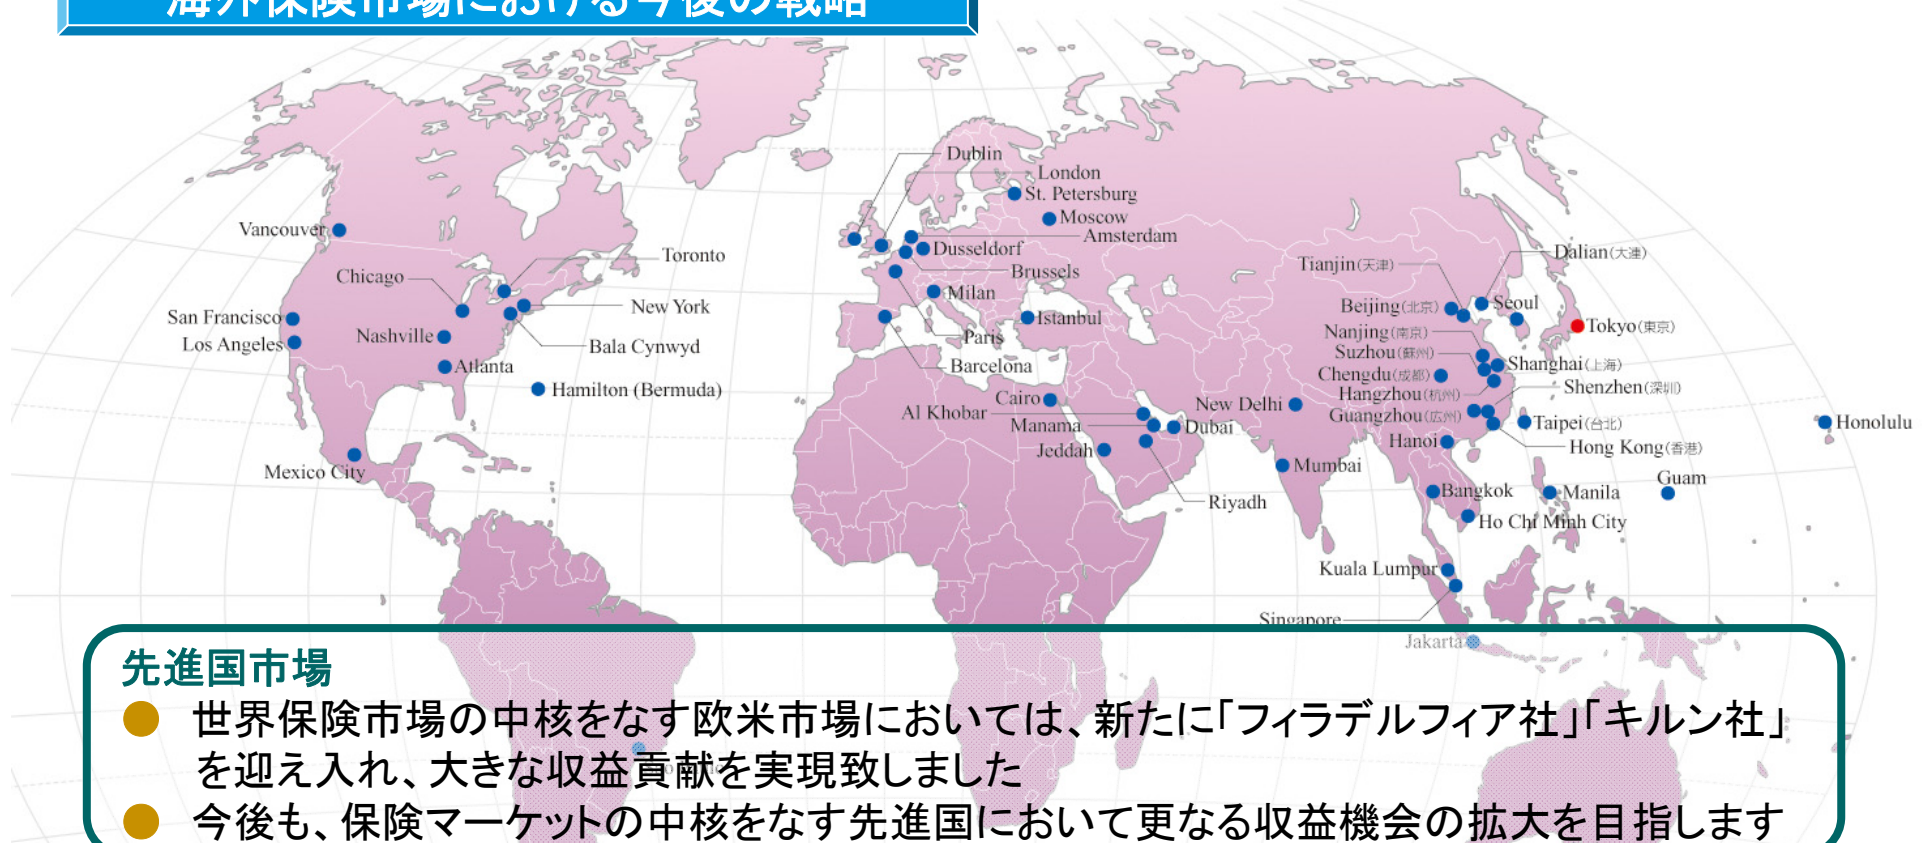 海外保険市場における今後の戦略
Dublin
London
St. Petersburg
Moscow
Amsterdam
Dusseldorf
Brussels
Milan
Istanbul
Paris
Barcelona
Vancouver
Toronto
Chicago
New York
San Francisco
Los Angeles
Nashville
Bala Cynwyd
Atlanta
Hamilton (Bermuda)
Mexico City
Cairo
Al Khobar
Manama
Dubai
Jeddah
Riyadh
New Delhi
Mumbai
Dalian(大連)
Tianjin(天津)
Beijing(北京)
Seoul
Tokyo(東京)
Nanjing(南京)
Suzhou(蘇州)
Shanghai(上海)
Chengdu(成都)
Hangzhou(杭州)
Shenzhen(深圳)
Guangzhou(広州)
Taipei(台北)
Hanoi
Hong Kong(香港)
Honolulu
Guam
Bangkok
Manila
Ho Chi Minh City
Kuala Lumpur
Singapore
Jakarta
先進国市場
世界保険市場の中核をなす欧米市場においては、新たに「フィラデルフィア社」「キルン社」
を迎え入れ、大きな収益貢献を実現致しました
今後も、保険マーケットの中核をなす先進国において更なる収益機会の拡大を目指します